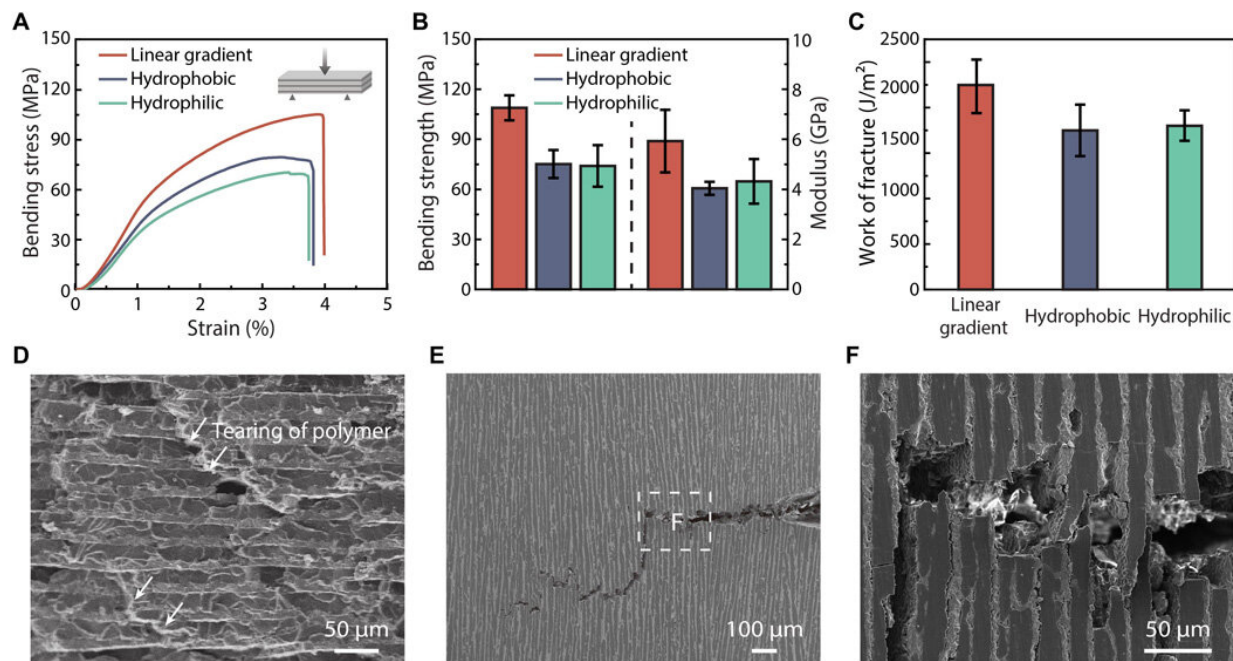 A
150
120
90
60
30
0
Bending stress (MPa)
Linear gradient
Hydrophobic
Hydrophilic
0
1
2
3
4
5
Strain (%)
B
150
120
90
60
30
0
Bending strength (MPa)
Linear gradient
Hydrophobic
Hydrophilic
10
8
6
4
2
0
Modulus (GPa)
C
2500
2000
1500
2000
500
0
Work of fracture (J/m²)
Linear
gradient
Hydrophobic
Hydrophilic
D
Tearing of polymer
50 μm
E
F
100 μm
F
50 μm